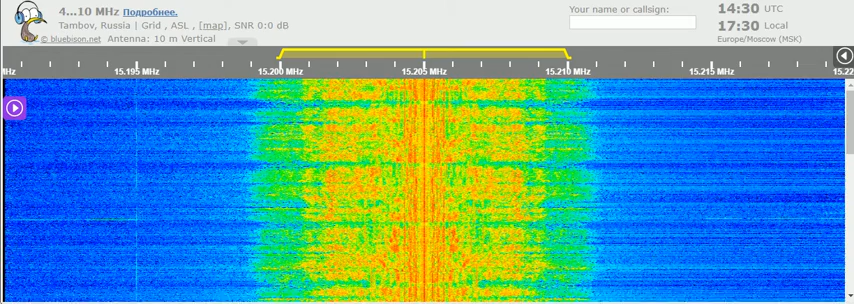 4...10 MHz Подробнее.
Tambov, Russia | Grid , ASL , [map], SNR 0:0 dB
© bluebison.net Antenna: 10 m Vertical
Your name or callsign:
14:30 UTC
17:30 Local
Europe/Moscow (MSK)
15.195 MHz 15.200 MHz 15.205 MHz 15.210 MHz 15.215 MHz